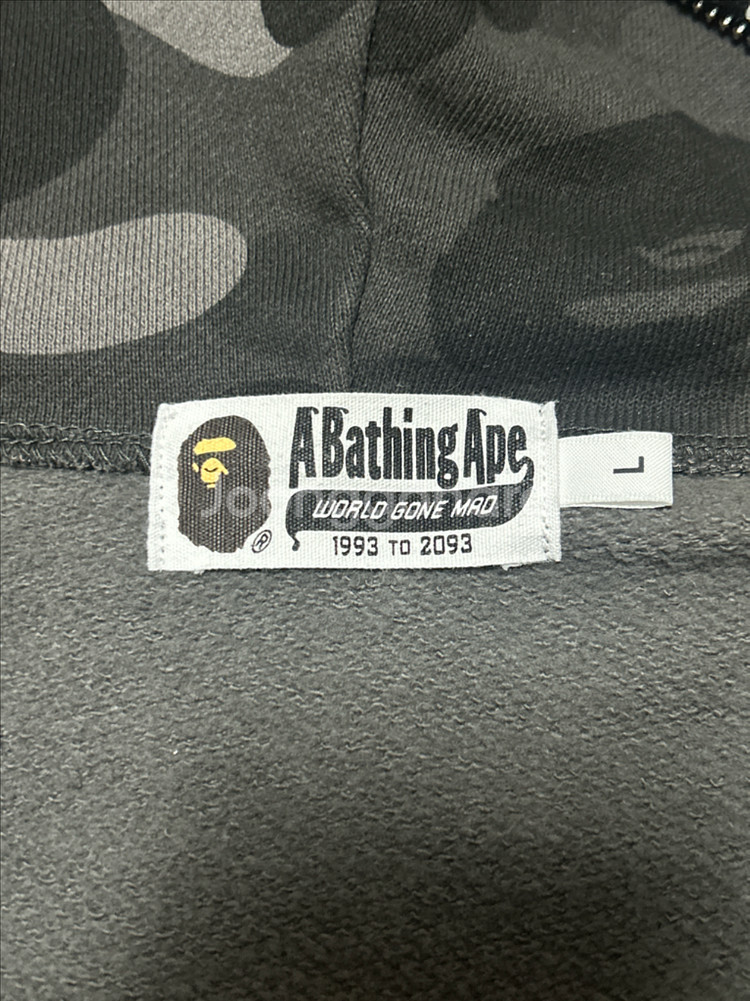 A Bathing Ape
WORLD GONE MAD
1993 TO 2093
®
L